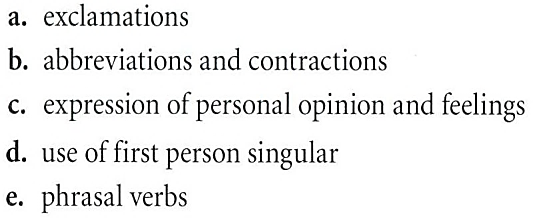 a. exclamations
b. abbreviations and contractions
c. expression of personal opinion and feelings
d. use of first person singular
e. phrasal verbs